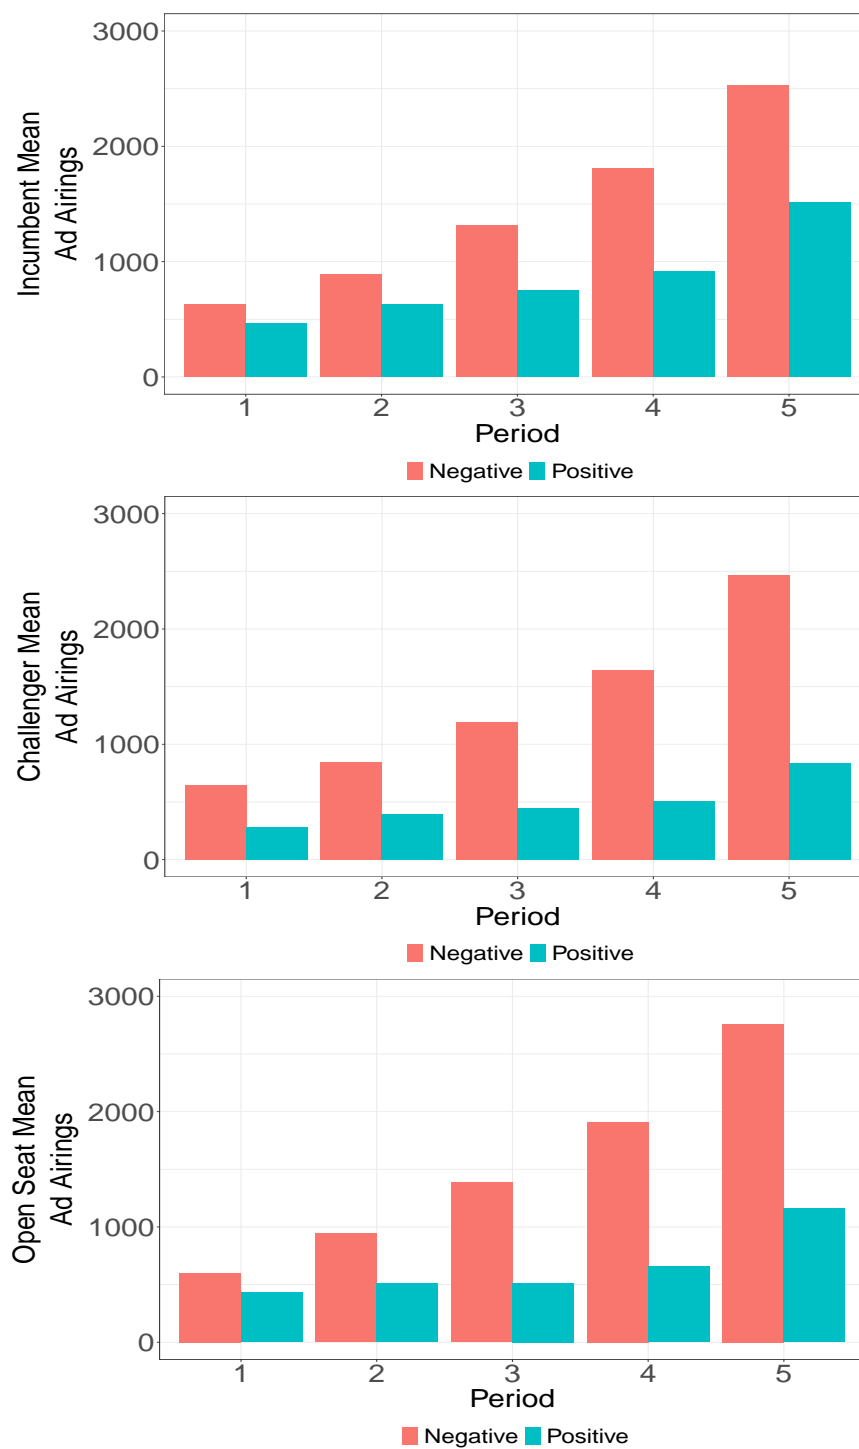 Incumbent Mean
Ad Airings
3000
2000
1000
0
1 2 3 4 5
Period
Negative Positive
Challenger Mean
Ad Airings
3000
2000
1000
0
1 2 3 4 5
Period
Negative Positive
Open Seat Mean
Ad Airings
3000
2000
1000
0
1 2 3 4 5
Period
Negative Positive